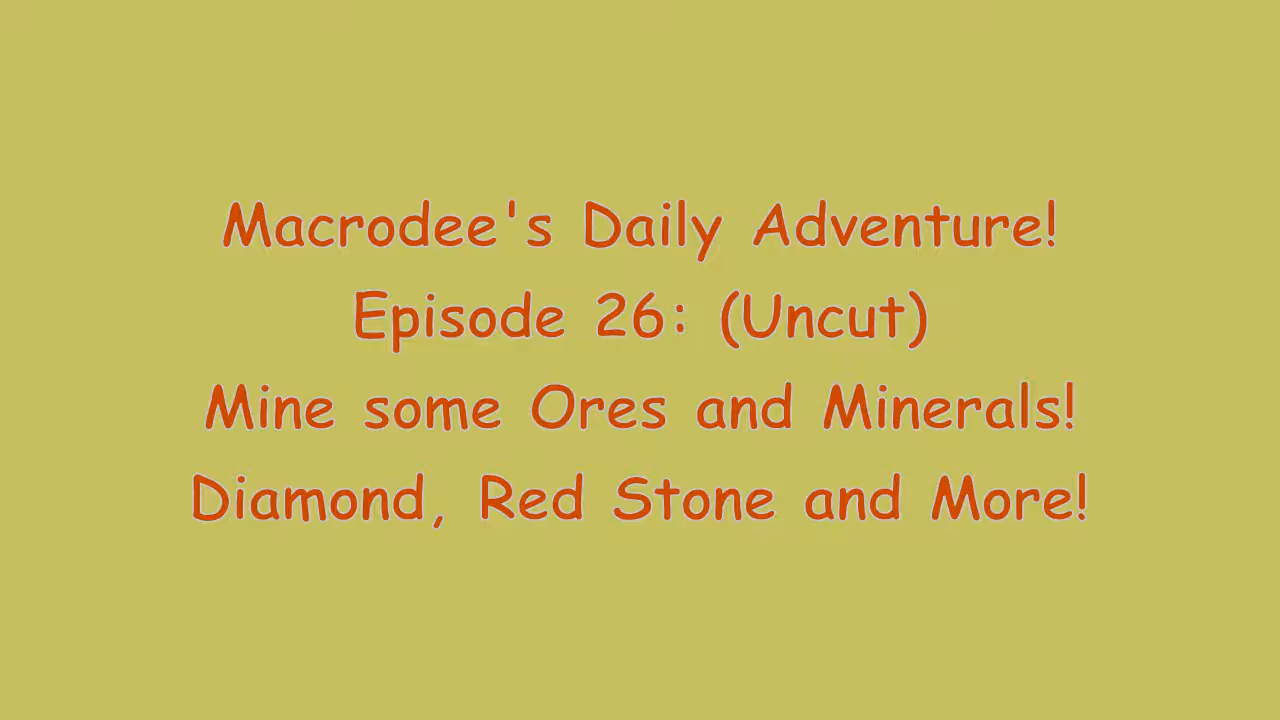 Macrodee's Daily Adventure!
Episode 26: (Uncut)
Mine some Ores and Minerals!
Diamond, Red Stone and More!